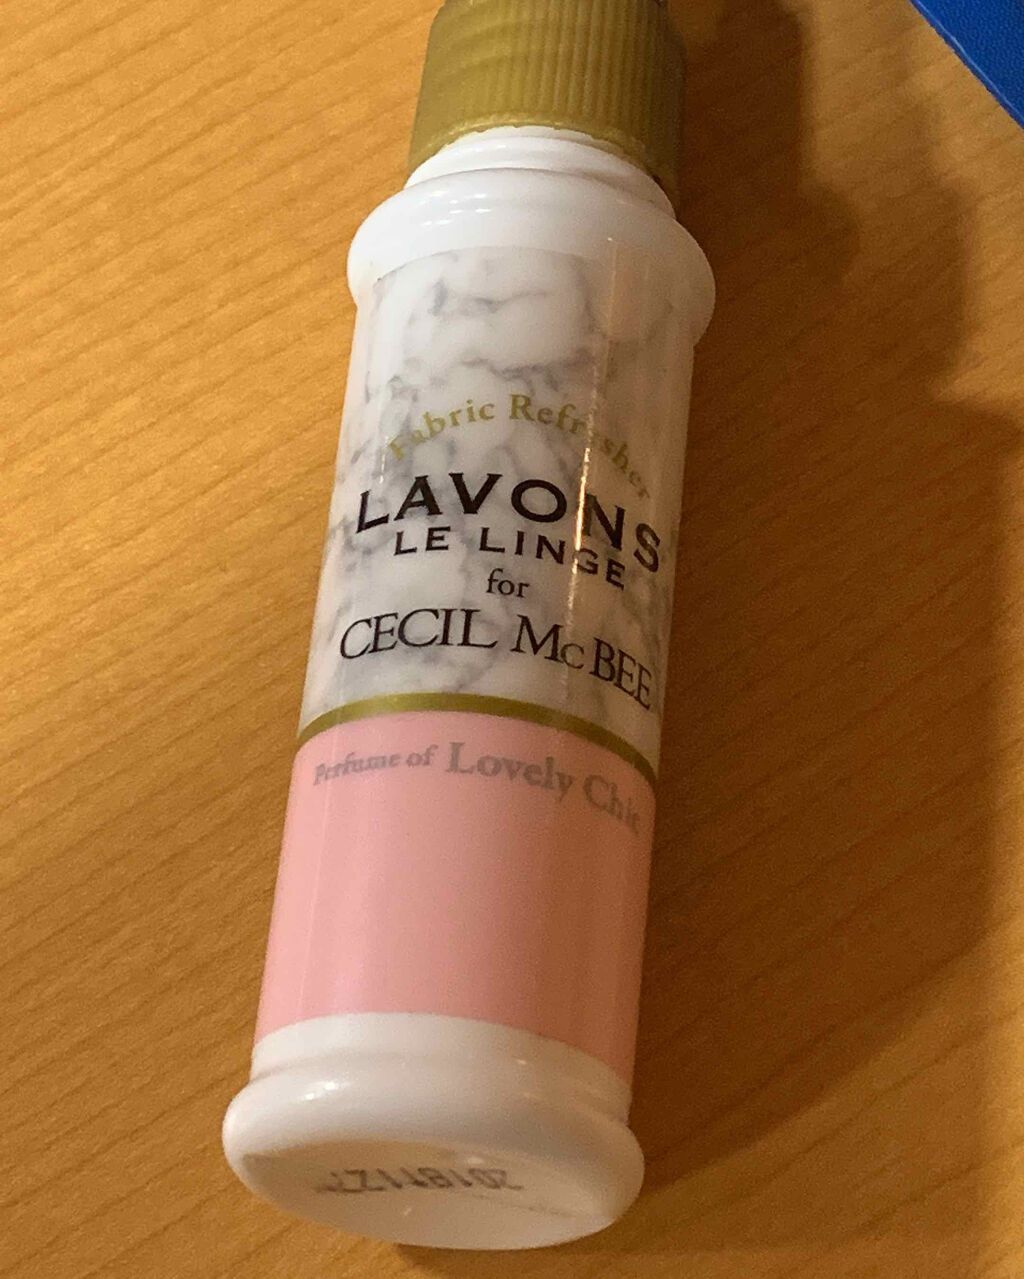 Fabric Refresher
LAVONS
LE LINGE
for
CECIL McBEE
Perfume of Lovely Chic